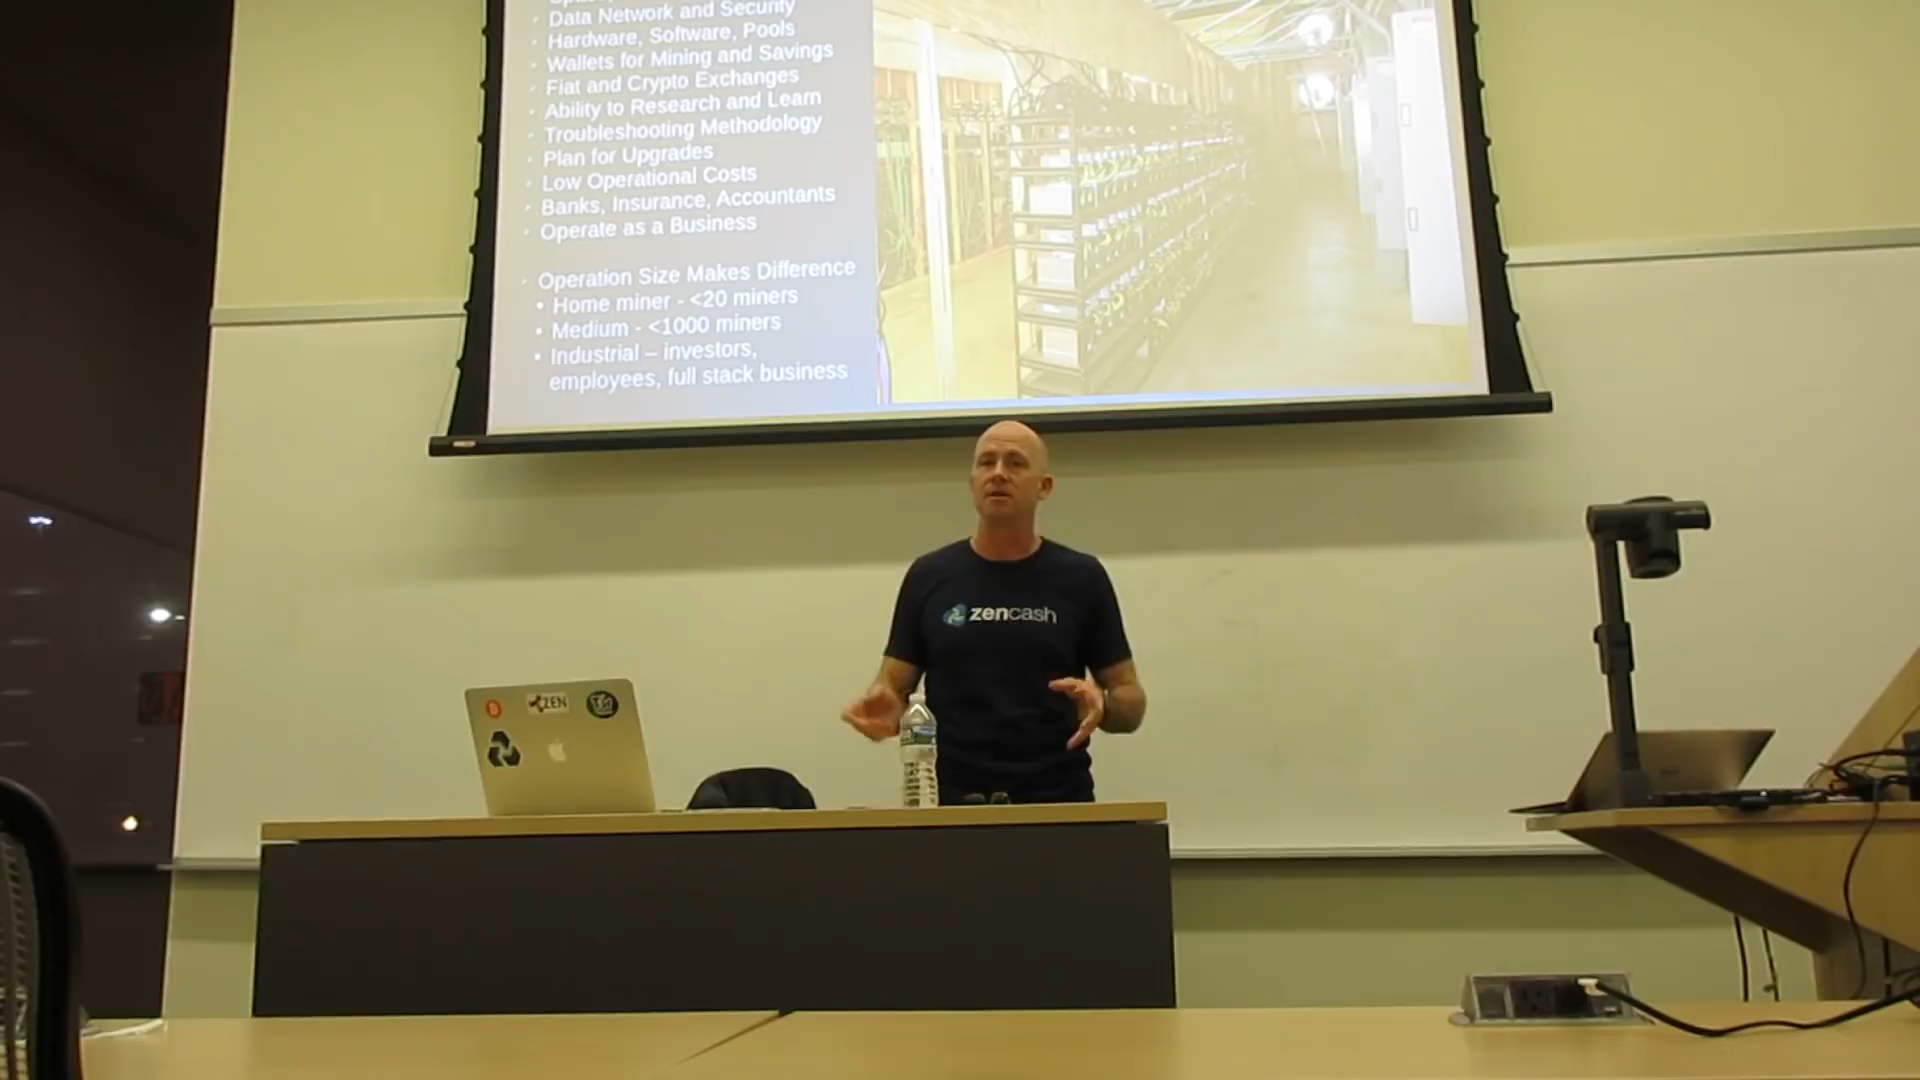 Data Network and Security
Hardware, Software, Pools
Wallets for Mining and Savings
Fiat and Crypto Exchanges
Ability to Research and Learn
Troubleshooting Methodology
Plan for Upgrades
Low Operational Costs
Banks, Insurance, Accountants
Operate as a Business
Operation Size Makes Difference
Home miner - <20 miners
Medium - <1000 miners
Industrial – investors,
employees, full stack business
zencash
ZEN